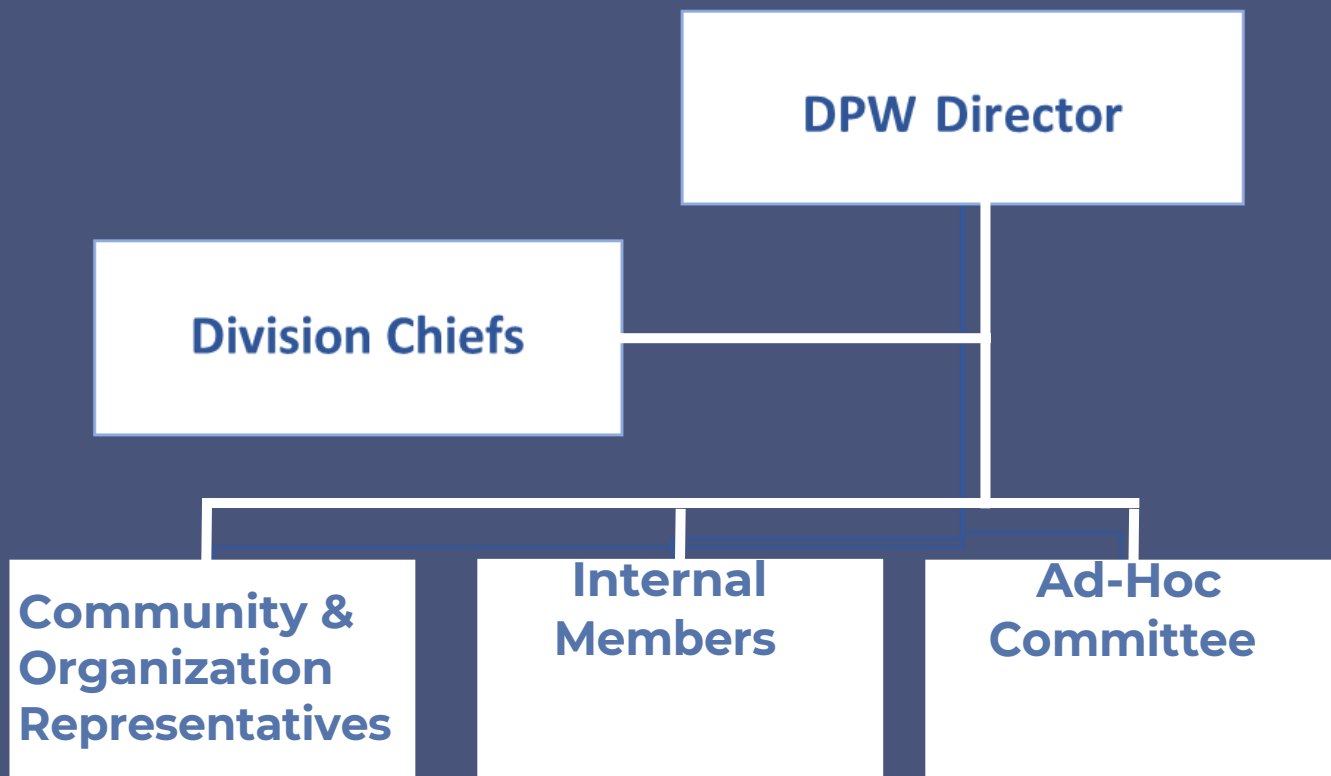 DPW Director
Division Chiefs
Community &
Organization
Representatives
Internal
Members
Ad-Hoc
Committee